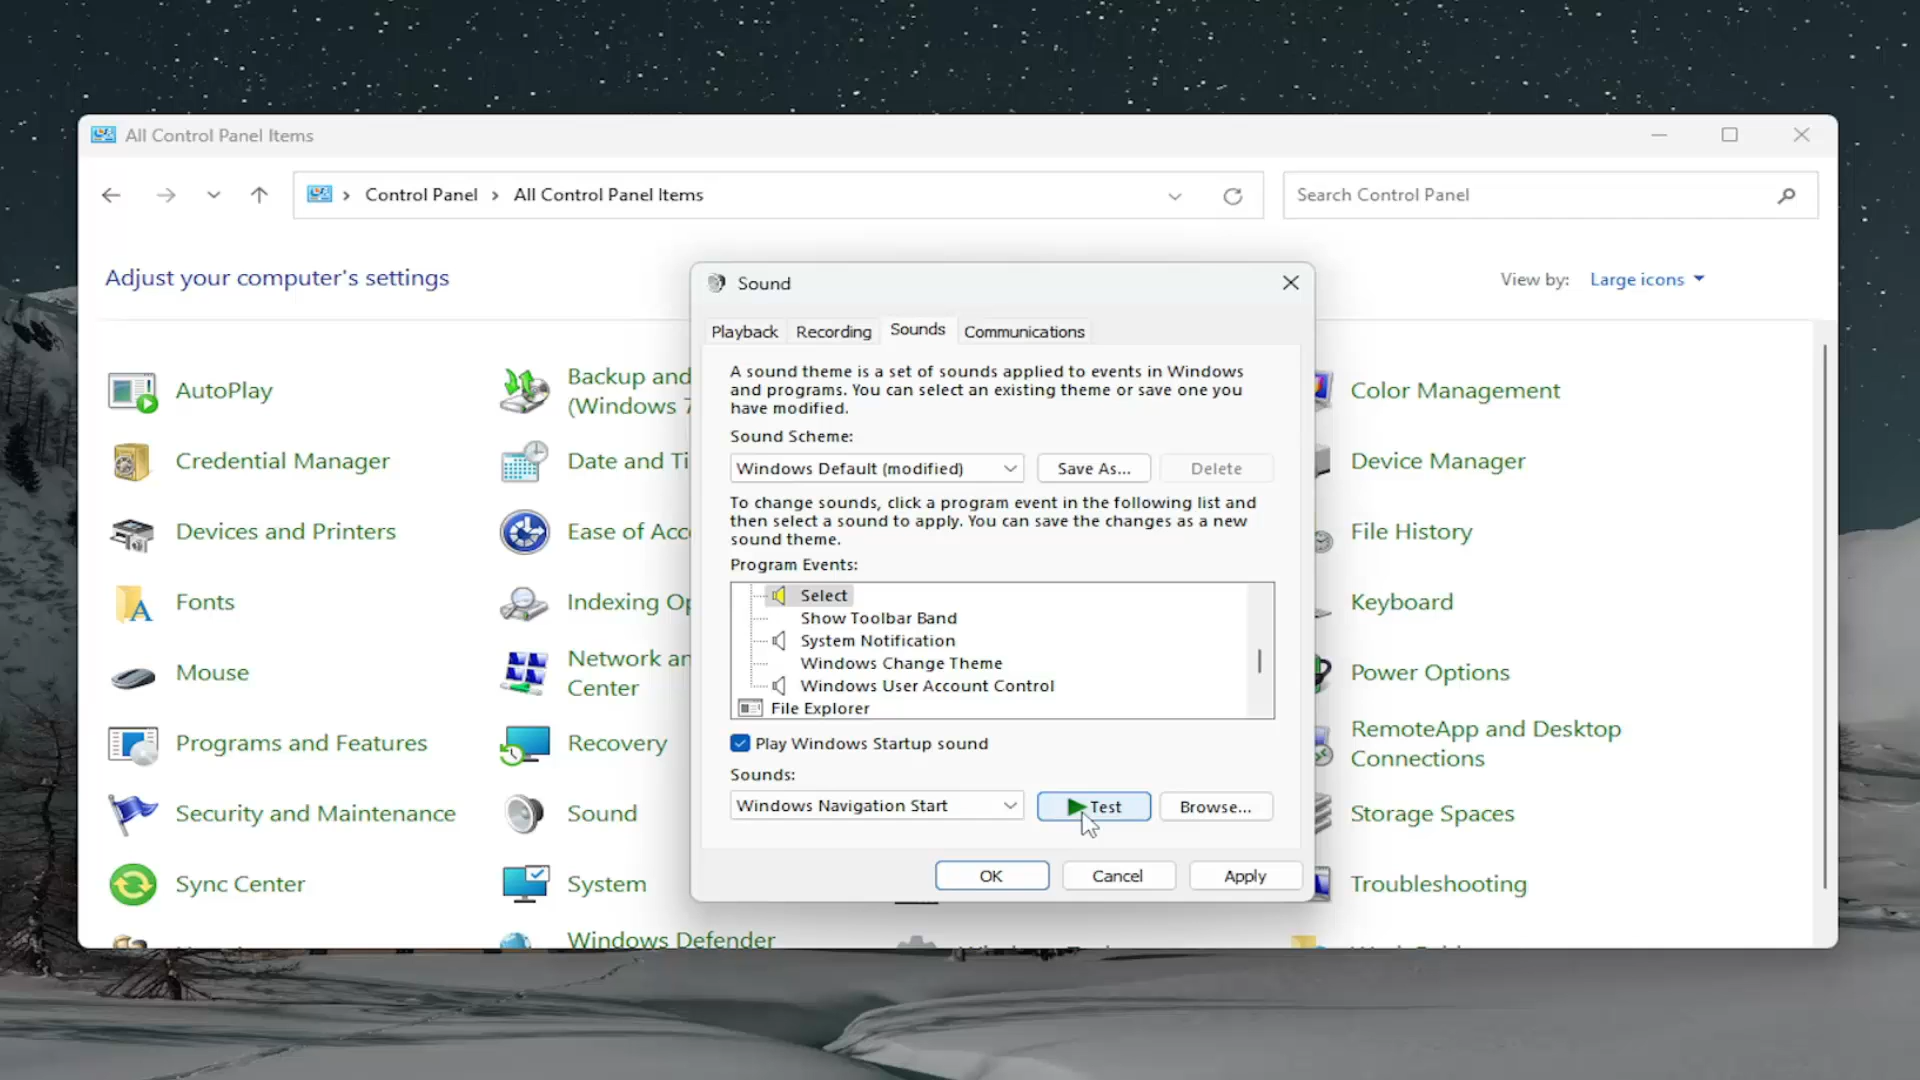 All Control Panel Items
Control Panel
All Control Panel Items
Search Control Panel
Adjust your computer's settings
View by:
Large icons
AutoPlay
Backup and
(Windows 7
Color Management
Credential Manager
Date and Ti
Device Manager
Devices and Printers
Ease of Acc
File History
Fonts
Indexing Op
Keyboard
Mouse
Network an
Center
Power Options
Programs and Features
Recovery
RemoteApp and Desktop
Connections
Security and Maintenance
Sound
Storage Spaces
Sync Center
System
Troubleshooting
Windows Defender
Sound
Playback
Recording
Sounds
Communications
A sound theme is a set of sounds applied to events in Windows
and programs. You can select an existing theme or save one you
have modified.
Sound Scheme:
Windows Default (modified)
Save As...
Delete
To change sounds, click a program event in the following list and
then select a sound to apply. You can save the changes as a new
sound theme.
Program Events:
Select
Show Toolbar Band
System Notification
Windows Change Theme
Windows User Account Control
File Explorer
Play Windows Startup sound
Sounds:
Windows Navigation Start
Test
Browse...
OK
Cancel
Apply